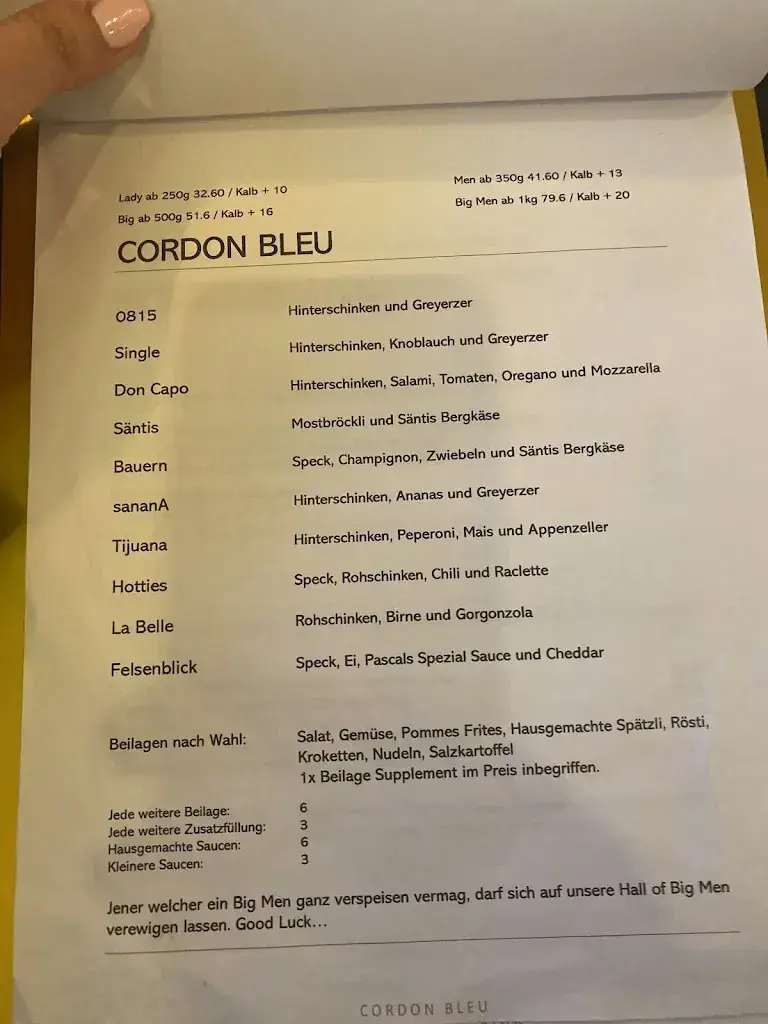 Lady ab 250g 32.60 / Kalb + 10
Men ab 350g 41.60 / Kalb + 13
Big ab 500g 51.6 / Kalb + 16
Big Men ab 1kg 79.6 / Kalb + 20
CORDON BLEU
0815 Hinterschinken und Greyerzer
Single Hinterschinken, Knoblauch und Greyerzer
Don Capo Hinterschinken, Salami, Tomaten, Oregano und Mozzarella
Säntis Mostbröckli und Säntis Bergkäse
Bauern Speck, Champignon, Zwiebeln und Säntis Bergkäse
sananA Hinterschinken, Ananas und Greyerzer
Tijuana Hinterschinken, Peperoni, Mais und Appenzeller
Hotties Speck, Rohschinken, Chili und Raclette
La Belle Rohschinken, Birne und Gorgonzola
Felsenblick Speck, Ei, Pascals Spezial Sauce und Cheddar
Beilagen nach Wahl: Salat, Gemüse, Pommes Frites, Hausgemachte Spätzli, Rösti,
Kroketten, Nudeln, Salzkartoffel
1x Beilage Supplement im Preis inbegriffen.
Jede weitere Beilage: 6
Jede weitere Zusatzfüllung: 3
Hausgemachte Saucen: 6
Kleinere Saucen: 3
Jener welcher ein Big Men ganz verspeisen vermag, darf sich auf unsere Hall of Big Men
verewigen lassen. Good Luck...
CORDON BLEU